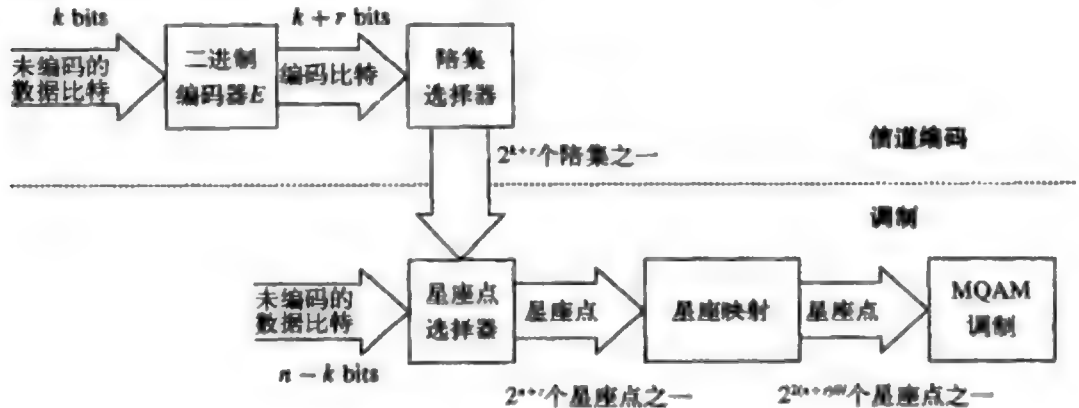 k bits
k + r bits
未编码的
数据比特
二进制
编码器E
编码比特
陪集
选择器
2^{k+r}个陪集之一
信道编码
调制
未编码的
数据比特
n − k bits
星座点
选择器
星座点
星座映射
星座点
MQAM
调制
2^{n+r}个星座点之一
2^{2(n+r)/N}个星座点之一